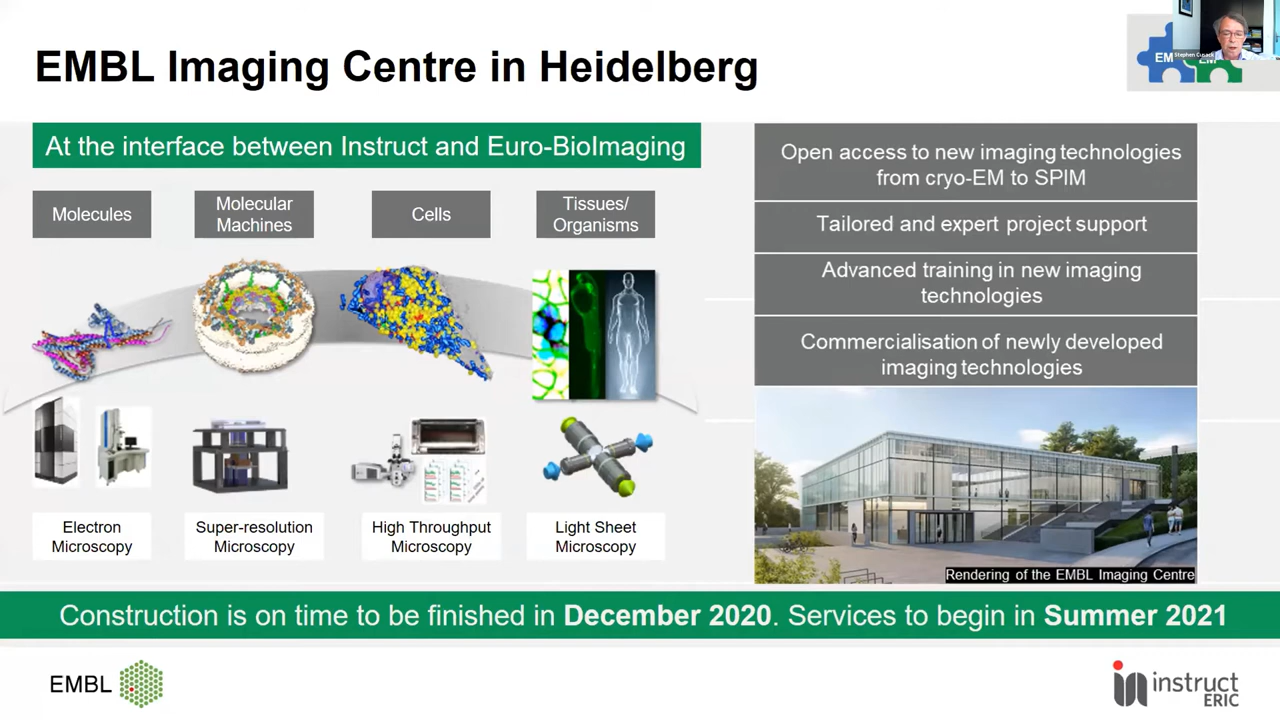 EMBL Imaging Centre in Heidelberg
EM
Stephen Cusack
At the interface between Instruct and Euro-BioImaging
Molecules
Molecular
Machines
Cells
Tissues/
Organisms
Electron
Microscopy
Super-resolution
Microscopy
High Throughput
Microscopy
Light Sheet
Microscopy
Open access to new imaging technologies
from cryo-EM to SPIM
Tailored and expert project support
Advanced training in new imaging
technologies
Commercialisation of newly developed
imaging technologies
Rendering of the EMBL Imaging Centre
Construction is on time to be finished in December 2020. Services to begin in Summer 2021
EMBL
instruct
ERIC